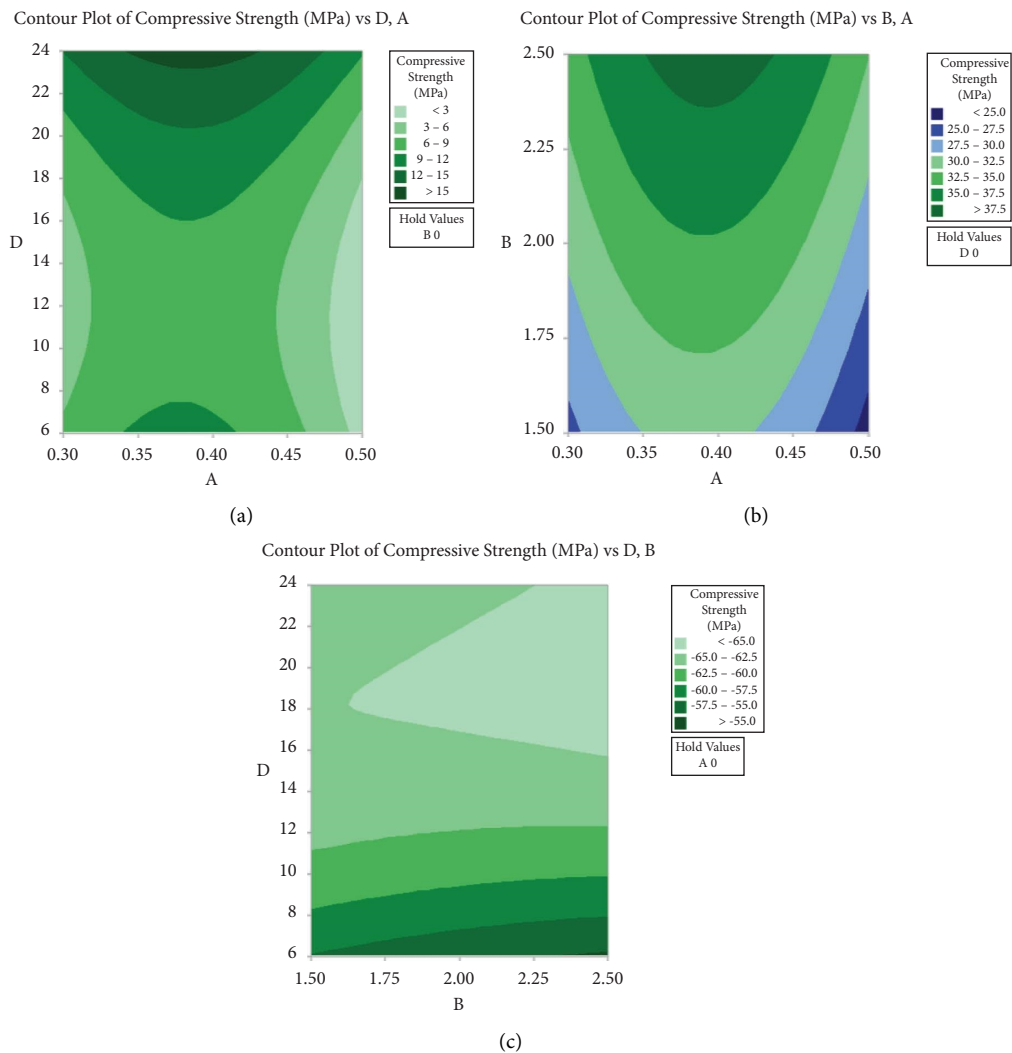 Contour Plot of Compressive Strength (MPa) vs D, A
24
22
20
18
16
14
12
10
8
6
D
0.30 0.35 0.40 0.45 0.50
A
Compressive
Strength
(MPa)
< 3
3 – 6
6 – 9
9 – 12
12 – 15
> 15
Hold Values
B 0
(a)
Contour Plot of Compressive Strength (MPa) vs B, A
2.50
2.25
2.00
1.75
1.50
B
0.30 0.35 0.40 0.45 0.50
A
Compressive
Strength
(MPa)
< 25.0
25.0 – 27.5
27.5 – 30.0
30.0 – 32.5
32.5 – 35.0
35.0 – 37.5
> 37.5
Hold Values
D 0
(b)
Contour Plot of Compressive Strength (MPa) vs D, B
24
22
20
18
16
14
12
10
8
6
D
1.50 1.75 2.00 2.25 2.50
B
Compressive
Strength
(MPa)
< -65.0
-65.0 – -62.5
-62.5 – -60.0
-60.0 – -57.5
-57.5 – -55.0
> -55.0
Hold Values
A 0
(c)